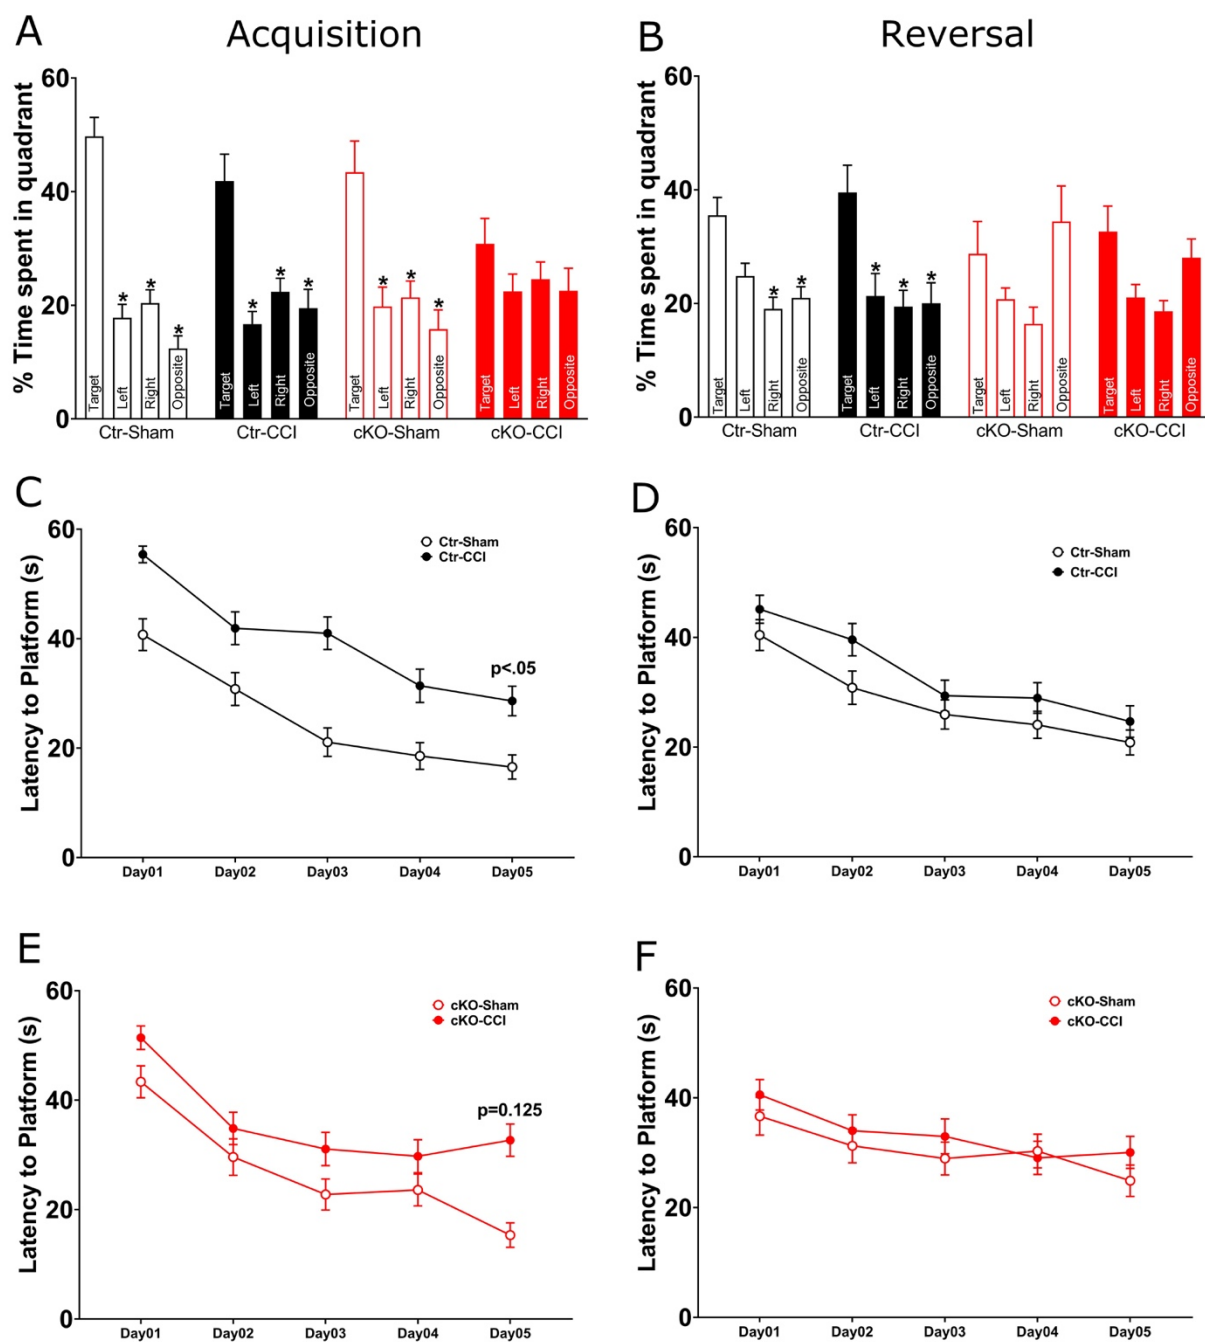 A Acquisition
% Time spent in quadrant
60
40
20
0
* * * * * * * * *
Target Left Right Opposite Target Left Right Opposite Target Left Right Opposite Target Left Right Opposite
Ctr-Sham Ctr-CCI cKO-Sham cKO-CCI
B Reversal
% Time spent in quadrant
60
40
20
0
* * * * *
Target Left Right Opposite Target Left Right Opposite Target Left Right Opposite Target Left Right Opposite
Ctr-Sham Ctr-CCI cKO-Sham cKO-CCI
C
Latency to Platform (s)
60
40
20
0
Ctr-Sham
Ctr-CCI
p<.05
Day01 Day02 Day03 Day04 Day05
D
Latency to Platform (s)
60
40
20
0
Ctr-Sham
Ctr-CCI
Day01 Day02 Day03 Day04 Day05
E
Latency to Platform (s)
60
40
20
0
cKO-Sham
cKO-CCI
p=0.125
Day01 Day02 Day03 Day04 Day05
F
Latency to Platform (s)
60
40
20
0
cKO-Sham
cKO-CCI
Day01 Day02 Day03 Day04 Day05